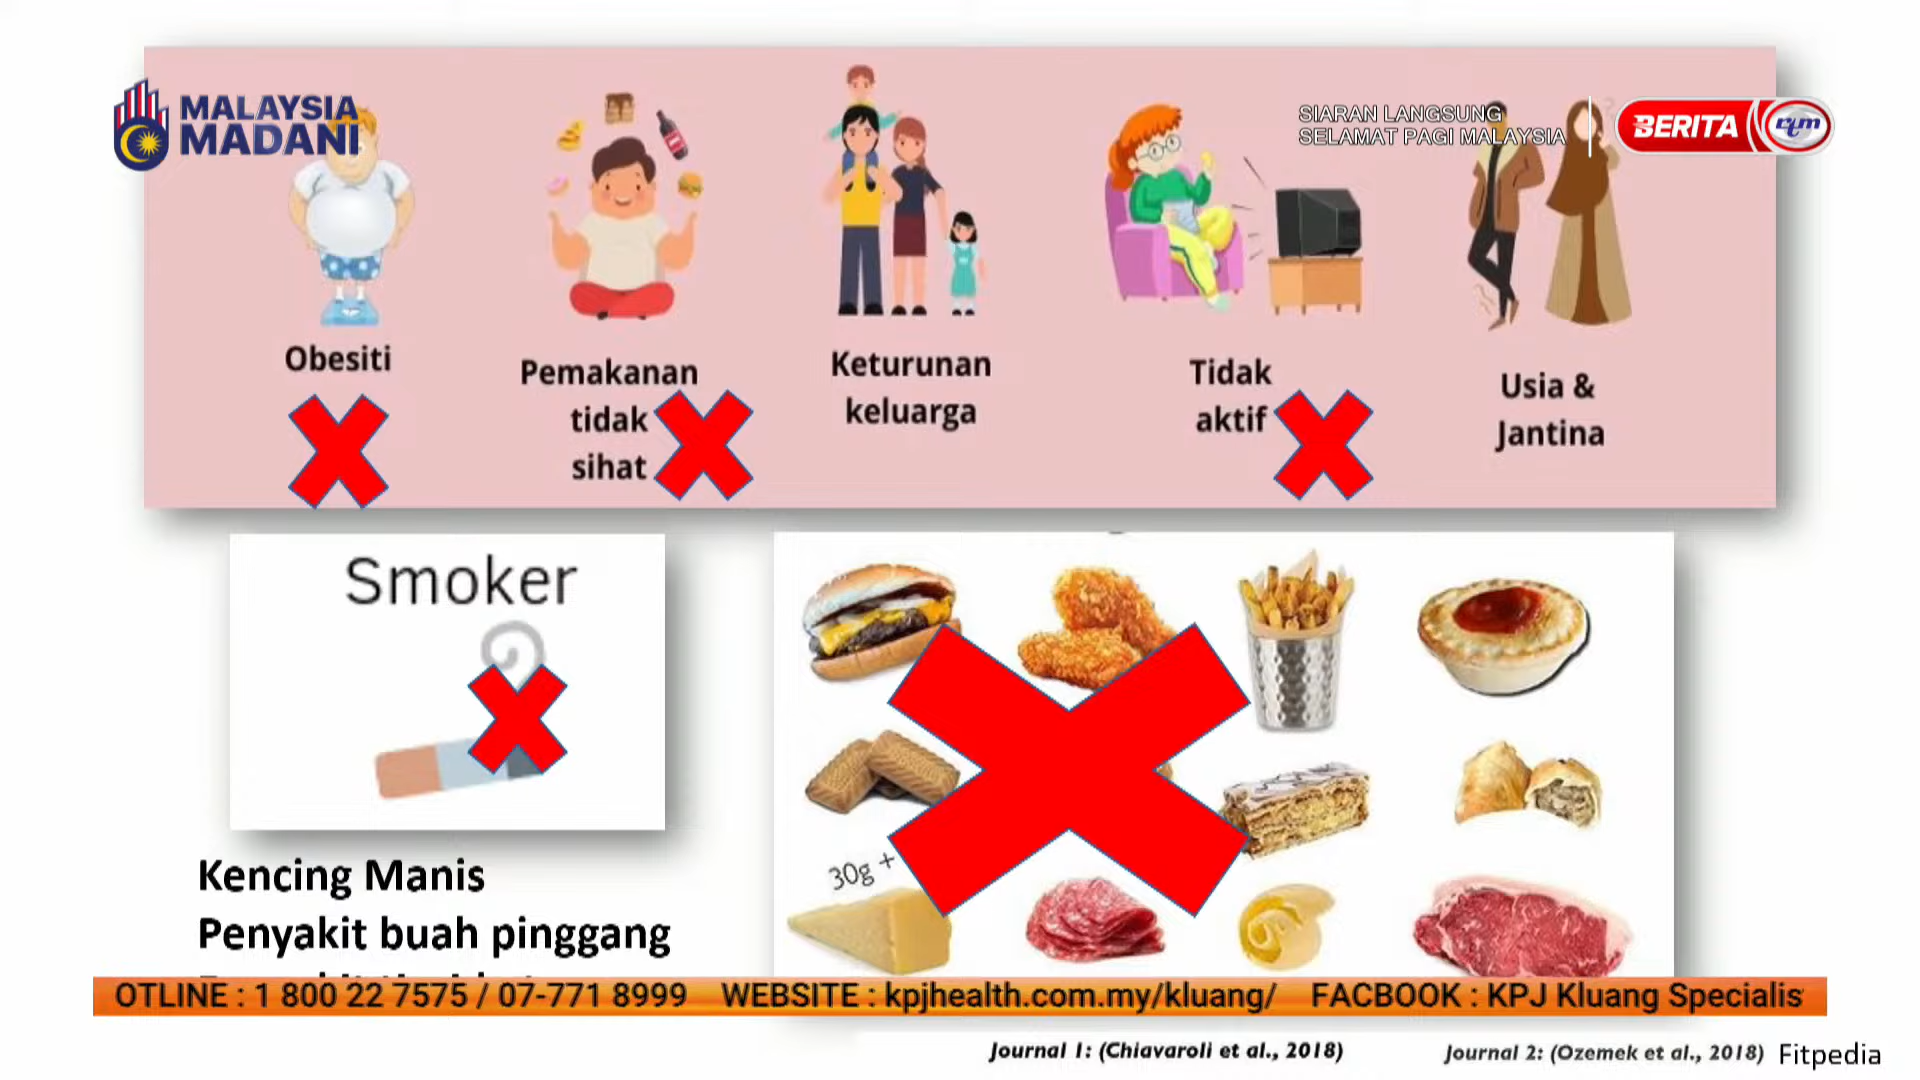 MALAYSIA
MADANI
SIARAN LANGSUNG
SELAMAT PAGI MALAYSIA
BERITA rtm
Obesiti
Pemakanan
tidak
sihat
Keturunan
keluarga
Tidak
aktif
Usia &
Jantina
Smoker
30g +
Kencing Manis
Penyakit buah pinggang
OTLINE : 1 800 22 7575 / 07-771 8999 WEBSITE : kpjhealth.com.my/kluang/ FACBOOK : KPJ Kluang Specialis
Journal 1: (Chiavaroli et al., 2018)
Journal 2: (Ozemek et al., 2018) Fitpedia